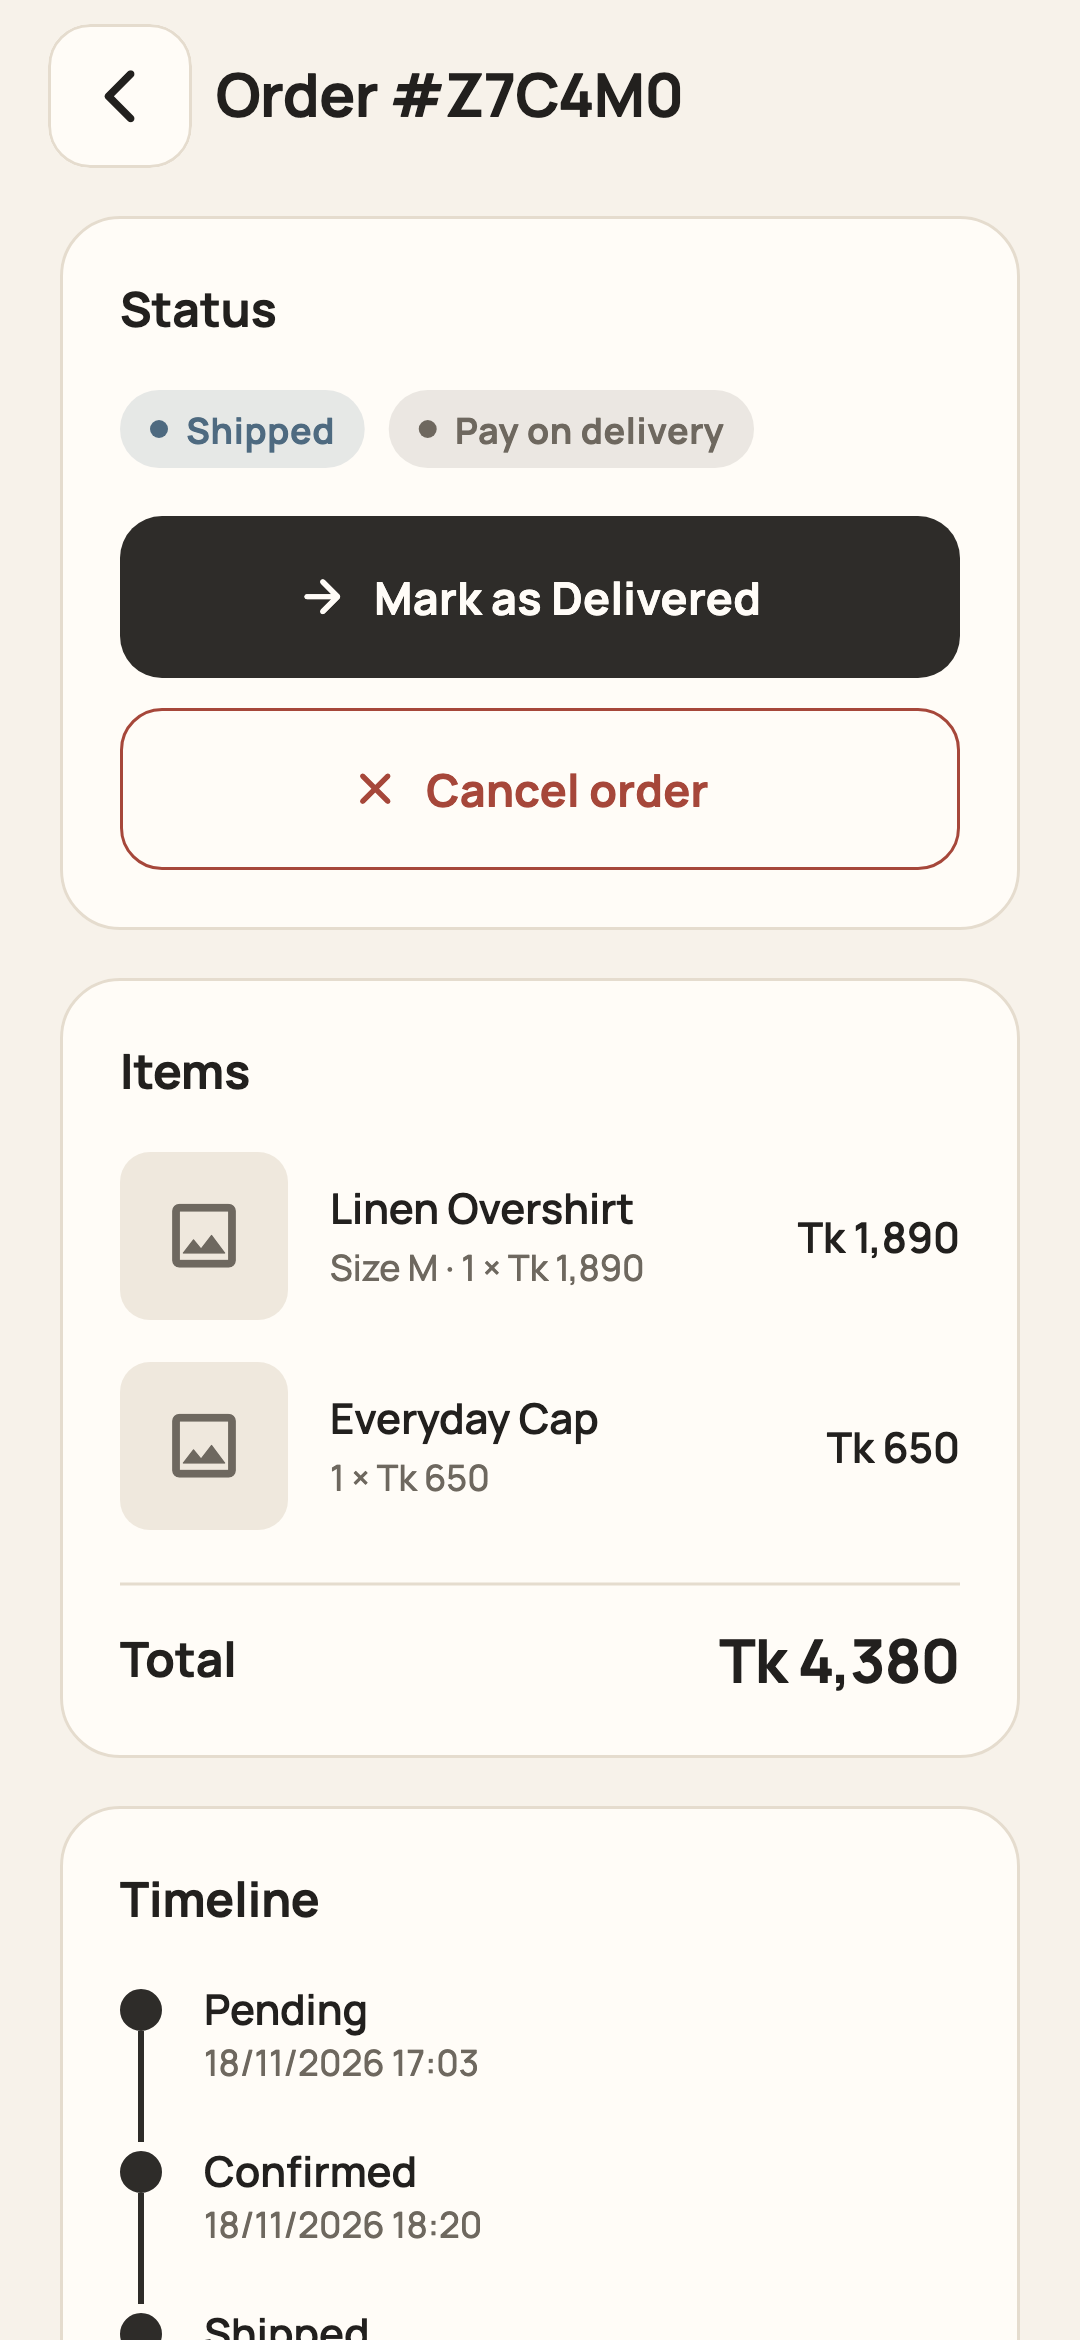 Order #Z7C4M0
Status
Shipped
Pay on delivery
Mark as Delivered
Cancel order
Items
Linen Overshirt
Size M · 1 × Tk 1,890
Tk 1,890
Everyday Cap
1 × Tk 650
Tk 650
Total
Tk 4,380
Timeline
Pending
18/11/2026 17:03
Confirmed
18/11/2026 18:20
Shipped